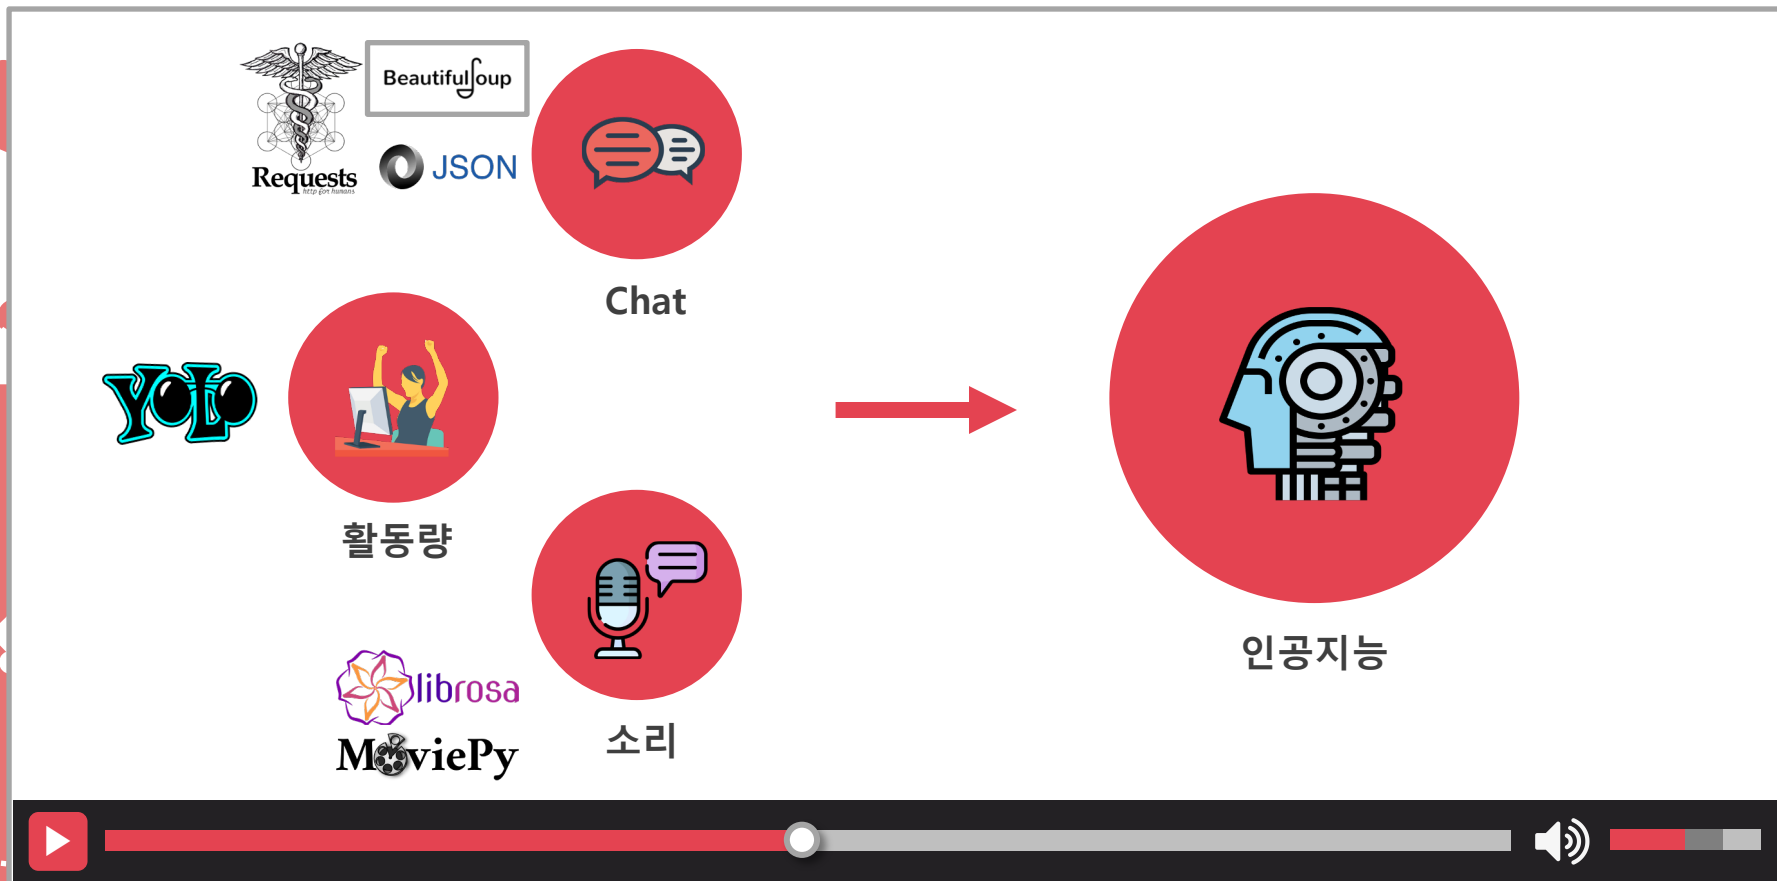 BeautifulSoup
Requests
http for humans
JSON
Chat
YOLO
활동량
librosa
MoviePy
소리
인공지능